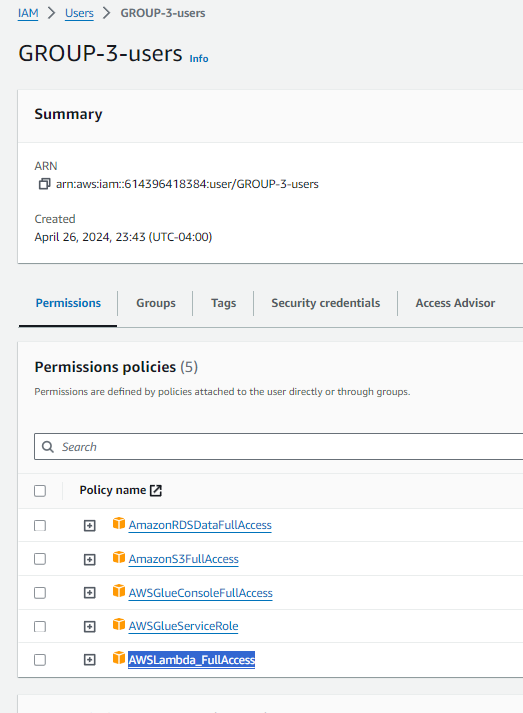 IAM > Users > GROUP-3-users
GROUP-3-users Info
Summary
ARN
arn:aws:iam::614396418384:user/GROUP-3-users
Created
April 26, 2024, 23:43 (UTC-04:00)
Permissions Groups Tags Security credentials Access Advisor
Permissions policies (5)
Permissions are defined by policies attached to the user directly or through groups.
Search
Policy name
AmazonRDSDataFullAccess
AmazonS3FullAccess
AWSGlueConsoleFullAccess
AWSGlueServiceRole
AWSLambda_FullAccess